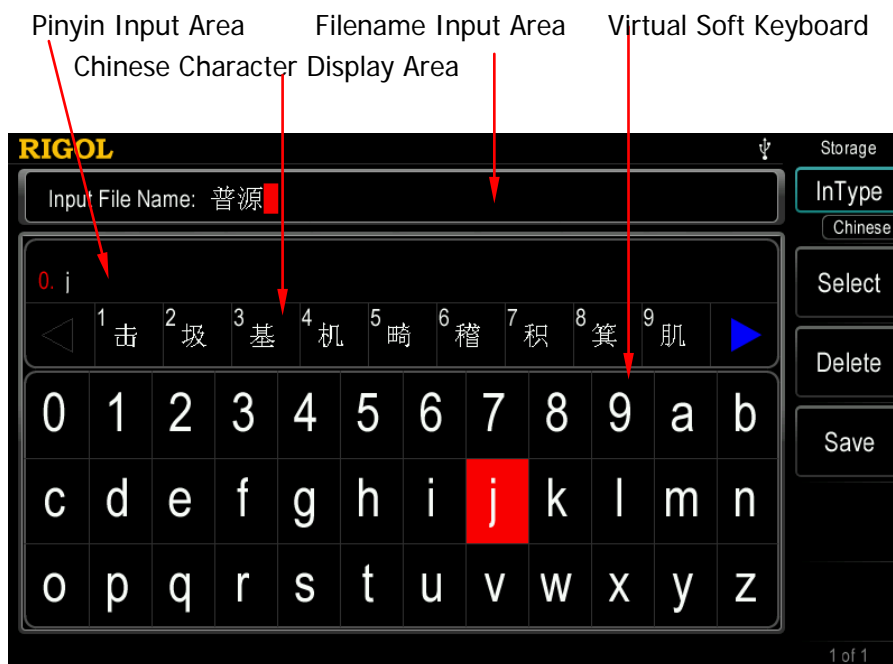 Pinyin Input Area Filename Input Area Virtual Soft Keyboard
Chinese Character Display Area
RIGOL Storage
Input File Name: 普源 InType
Chinese
0. j Select
1 击 2 圾 3 基 4 机 5 畸 6 稽 7 积 8 箕 9 肌
Delete
0 1 2 3 4 5 6 7 8 9 a b
Save
c d e f g h i j k l m n
o p q r s t u v w x y z
1 of 1